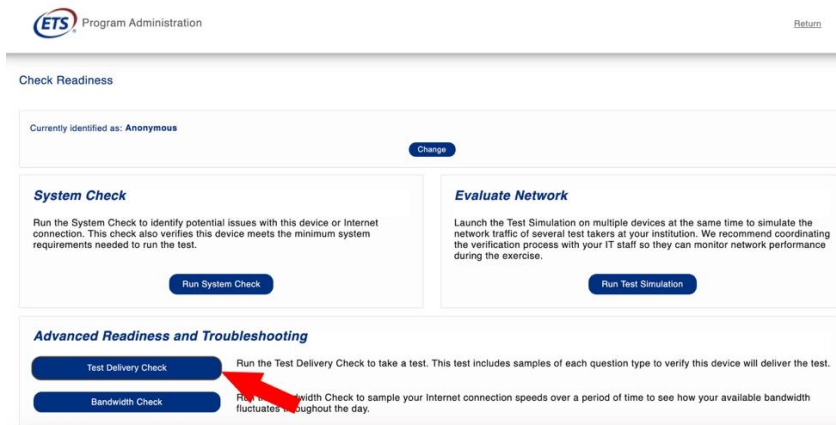 ETS Program Administration
Return
Check Readiness
Currently identified as: Anonymous
Change
System Check
Run the System Check to identify potential issues with this device or Internet
connection. This check also verifies this device meets the minimum system
requirements needed to run the test.
Run System Check
Evaluate Network
Launch the Test Simulation on multiple devices at the same time to simulate the
network traffic of several test takers at your institution. We recommend coordinating
the verification process with your IT staff so they can monitor network performance
during the exercise.
Run Test Simulation
Advanced Readiness and Troubleshooting
Test Delivery Check
Run the Test Delivery Check to take a test. This test includes samples of each question type to verify this device will deliver the test.
Bandwidth Check
Run the Bandwidth Check to sample your Internet connection speeds over a period of time to see how your available bandwidth
fluctuates throughout the day.